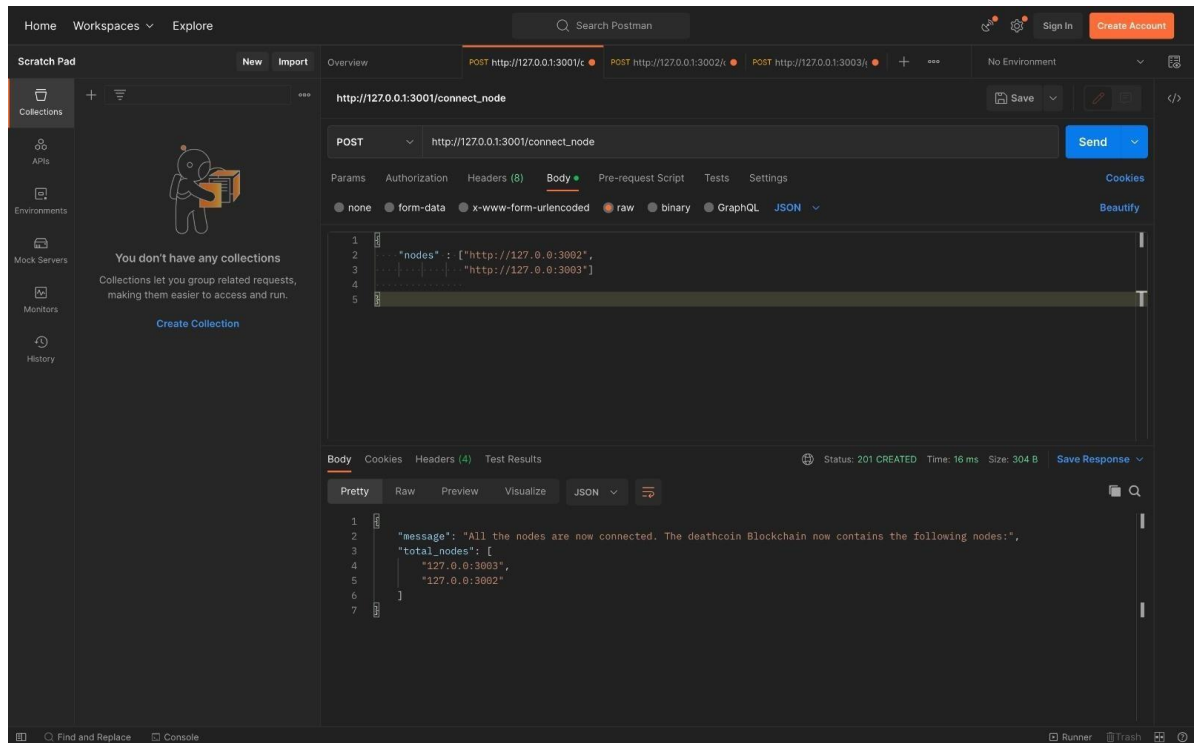 Home Workspaces Explore Search Postman Sign In Create Account
Scratch Pad New Import Overview POST http://127.0.0.1:3001/c POST http://127.0.0.1:3002/c POST http://127.0.0.1:3003/ No Environment
Collections
APIs
Environments
Mock Servers
Monitors
History
You don't have any collections
Collections let you group related requests,
making them easier to access and run.
Create Collection
http://127.0.0.1:3001/connect_node Save
POST http://127.0.0.1:3001/connect_node Send
Params Authorization Headers (8) Body Pre-request Script Tests Settings Cookies
none form-data x-www-form-urlencoded raw binary GraphQL JSON Beautify
1 {
2 "nodes" : ["http://127.0.0:3002",
3 "http://127.0.0:3003"]
4
5 }
Body Cookies Headers (4) Test Results Status: 201 CREATED Time: 16 ms Size: 304 B Save Response
Pretty Raw Preview Visualize JSON
1 {
2 "message": "All the nodes are now connected. The deathcoin Blockchain now contains the following nodes:",
3 "total_nodes": [
4 "127.0.0:3003",
5 "127.0.0:3002"
6 ]
7 }
Find and Replace Console Runner Trash